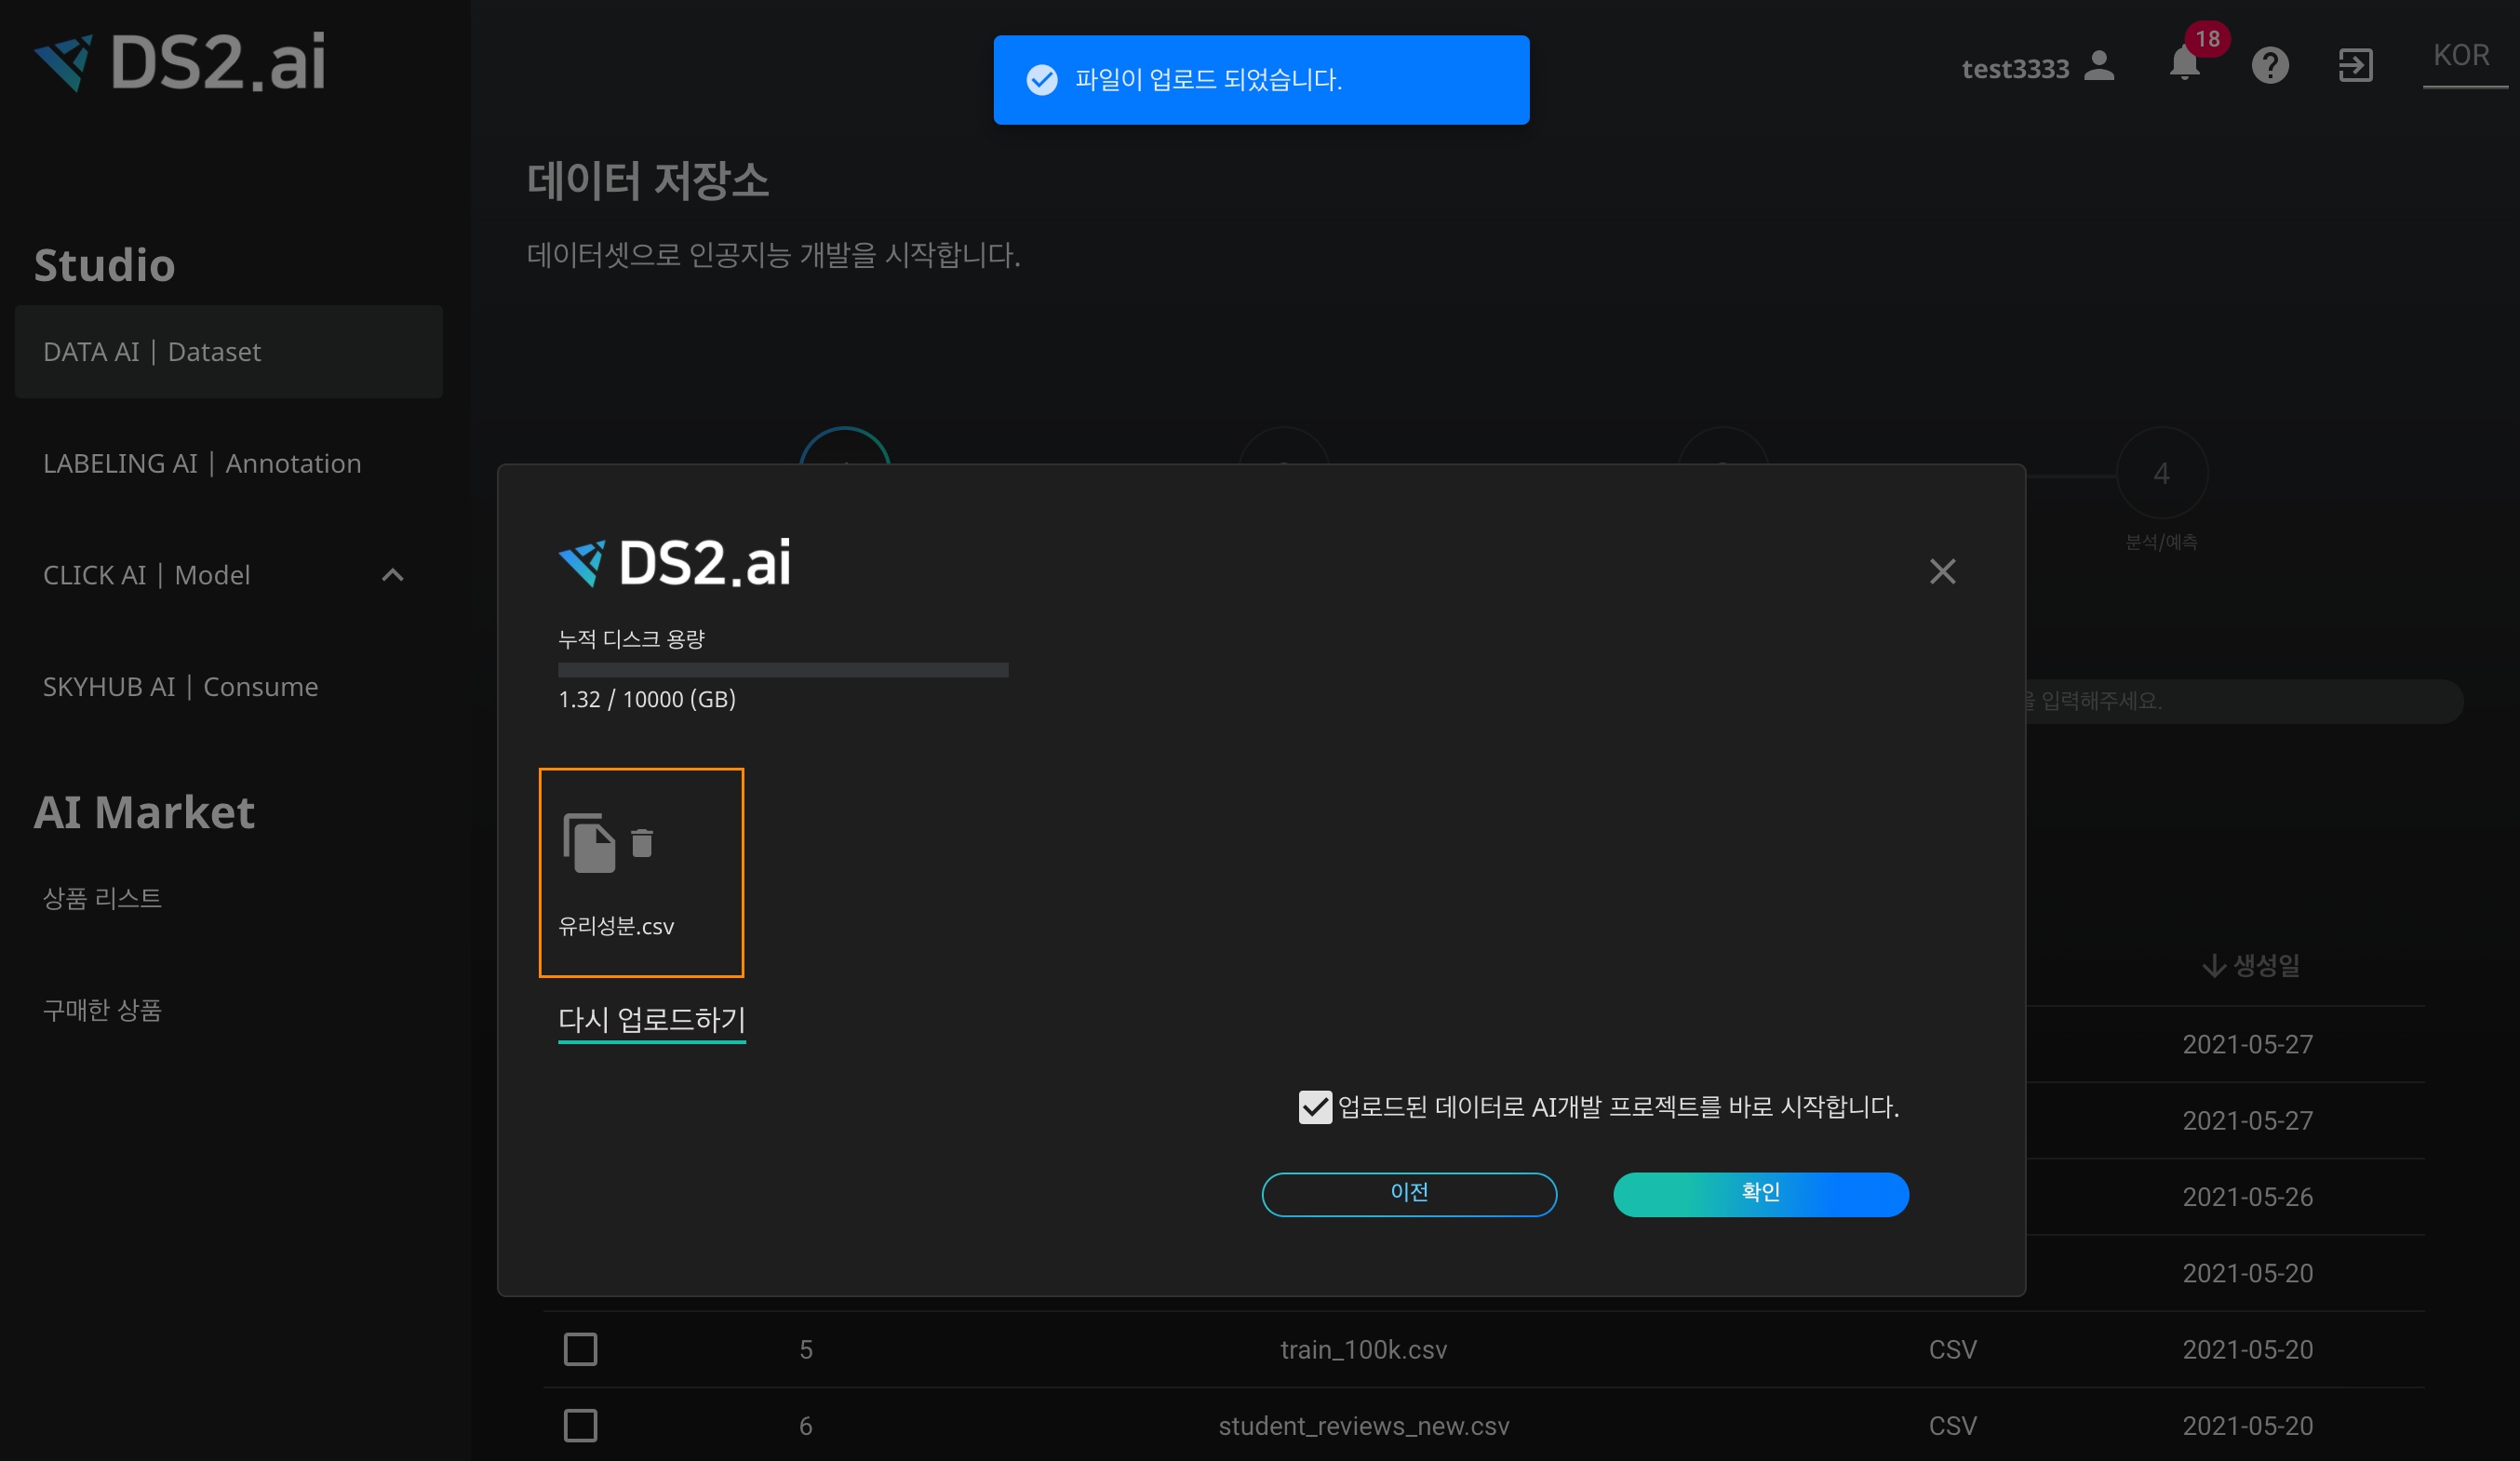 DS2.ai
파일이 업로드 되었습니다.
test3333
18
KOR
데이터 저장소
데이터셋으로 인공지능 개발을 시작합니다.
Studio
DATA AI | Dataset
LABELING AI | Annotation
CLICK AI | Model
SKYHUB AI | Consume
AI Market
상품 리스트
구매한 상품
4
분석/예측
DS2.ai
누적 디스크 용량
1.32 / 10000 (GB)
을 입력해주세요.
유리성분.csv
다시 업로드하기
업로드된 데이터로 AI개발 프로젝트를 바로 시작합니다.
이전
확인
생성일
2021-05-27
2021-05-27
2021-05-26
2021-05-20
5 train_100k.csv CSV 2021-05-20
6 student_reviews_new.csv CSV 2021-05-20